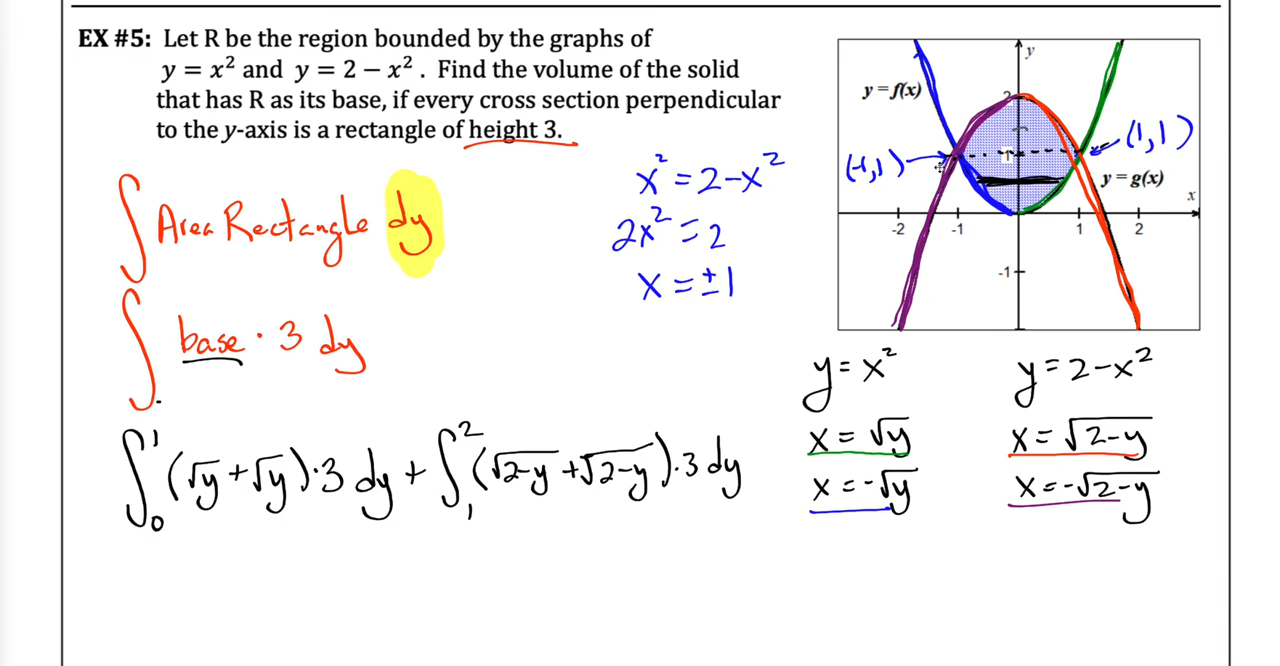 EX #5: Let R be the region bounded by the graphs of
y = x² and y = 2 − x² . Find the volume of the solid
that has R as its base, if every cross section perpendicular
to the y-axis is a rectangle of height 3.
∫ Area Rectangle dy
∫ base · 3 dy
x² = 2 - x²
2x² = 2
x = ±1
y = f(x)
y
2
(-1,1)
1
(1,1)
y = g(x)
x
-2 -1 1 2
-1
y = x²
x = √y
x = -√y
y = 2 - x²
x = √2-y
x = -√2-y
∫₀¹ (√y + √y) · 3 dy + ∫₁² (√2-y + √2-y) · 3 dy